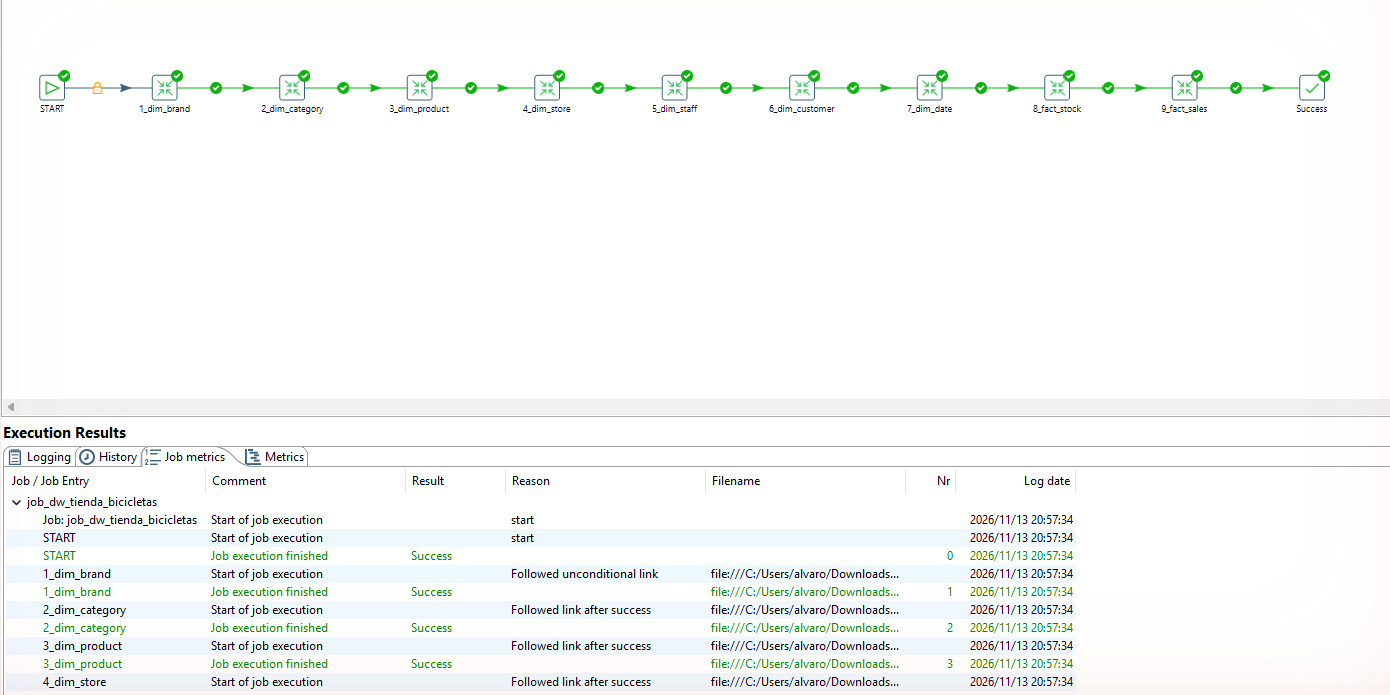 START 1_dim_brand 2_dim_category 3_dim_product 4_dim_store 5_dim_staff 6_dim_customer 7_dim_date 8_fact_stock 9_fact_sales Success
Execution Results
Logging History Job metrics Metrics
Job / Job Entry Comment Result Reason Filename Nr Log date
job_dw_tienda_bicicletas
Job: job_dw_tienda_bicicletas Start of job execution start 2026/11/13 20:57:34
START Start of job execution start 2026/11/13 20:57:34
START Job execution finished Success 0 2026/11/13 20:57:34
1_dim_brand Start of job execution Followed unconditional link file:///C:/Users/alvaro/Downloads... 2026/11/13 20:57:34
1_dim_brand Job execution finished Success file:///C:/Users/alvaro/Downloads... 1 2026/11/13 20:57:34
2_dim_category Start of job execution Followed link after success file:///C:/Users/alvaro/Downloads... 2026/11/13 20:57:34
2_dim_category Job execution finished Success file:///C:/Users/alvaro/Downloads... 2 2026/11/13 20:57:34
3_dim_product Start of job execution Followed link after success file:///C:/Users/alvaro/Downloads... 2026/11/13 20:57:34
3_dim_product Job execution finished Success file:///C:/Users/alvaro/Downloads... 3 2026/11/13 20:57:34
4_dim_store Start of job execution Followed link after success file:///C:/Users/alvaro/Downloads... 2026/11/13 20:57:34